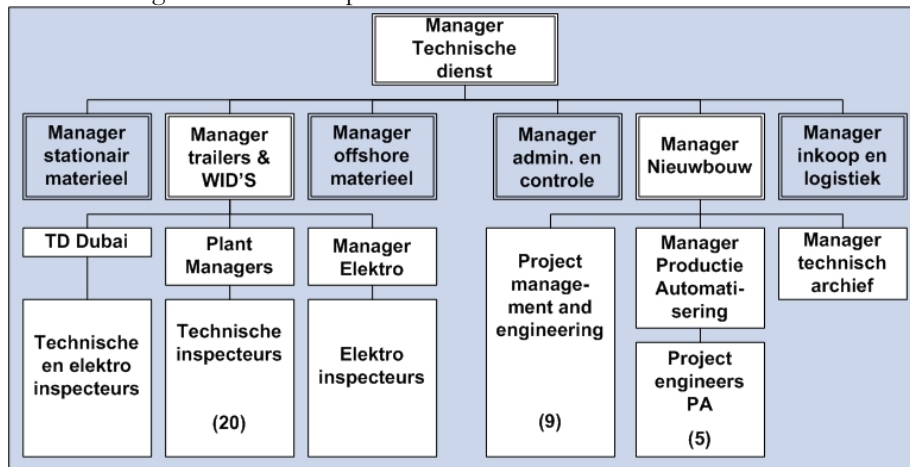 Manager
Technische
dienst
Manager
stationair
materieel
Manager
trailers &
WID'S
Manager
offshore
materieel
Manager
admin. en
controle
Manager
Nieuwbouw
Manager
inkoop en
logistiek
TD Dubai
Plant
Managers
Manager
Elektro
Project
manage-
ment and
engineering
(9)
Manager
Productie
Automati-
sering
Manager
technisch
archief
Technische
en elektro
inspecteurs
Technische
inspecteurs
(20)
Elektro
inspecteurs
Project
engineers
PA
(5)